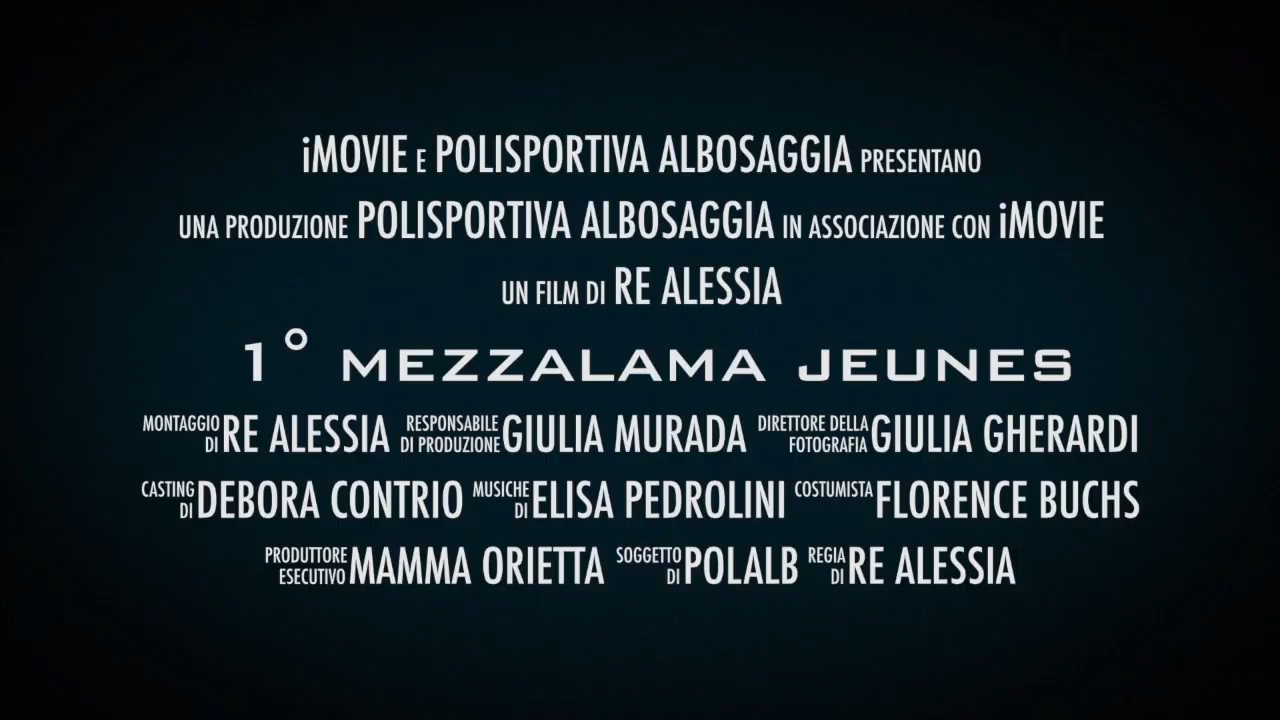 iMOVIE E POLISPORTIVA ALBOSAGGIA PRESENTANO
UNA PRODUZIONE POLISPORTIVA ALBOSAGGIA IN ASSOCIAZIONE CON iMOVIE
UN FILM DI RE ALESSIA
1° MEZZALAMA JEUNES
MONTAGGIO DI RE ALESSIA RESPONSABILE DI PRODUZIONE GIULIA MURADA DIRETTORE DELLA FOTOGRAFIA GIULIA GHERARDI
CASTING DI DEBORA CONTRIO MUSICHE DI ELISA PEDROLINI COSTUMISTA FLORENCE BUCHS
PRODUTTORE ESECUTIVO MAMMA ORIETTA SOGGETTO DI POLALB REGIA DI RE ALESSIA